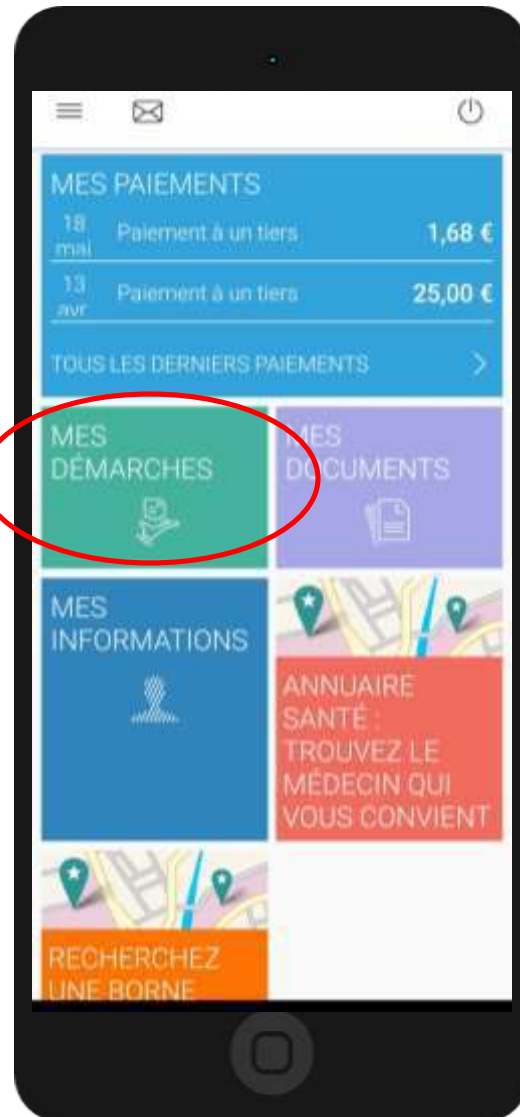 MES PAIEMENTS
18 mai Paiement à un tiers 1,68 €
13 avr Paiement à un tiers 25,00 €
TOUS LES DERNIERS PAIEMENTS
MES
DÉMARCHES
MES
DOCUMENTS
MES
INFORMATIONS
ANNUAIRE
SANTÉ :
TROUVEZ LE
MÉDECIN QUI
VOUS CONVIENT
RECHERCHEZ
UNE BORNE